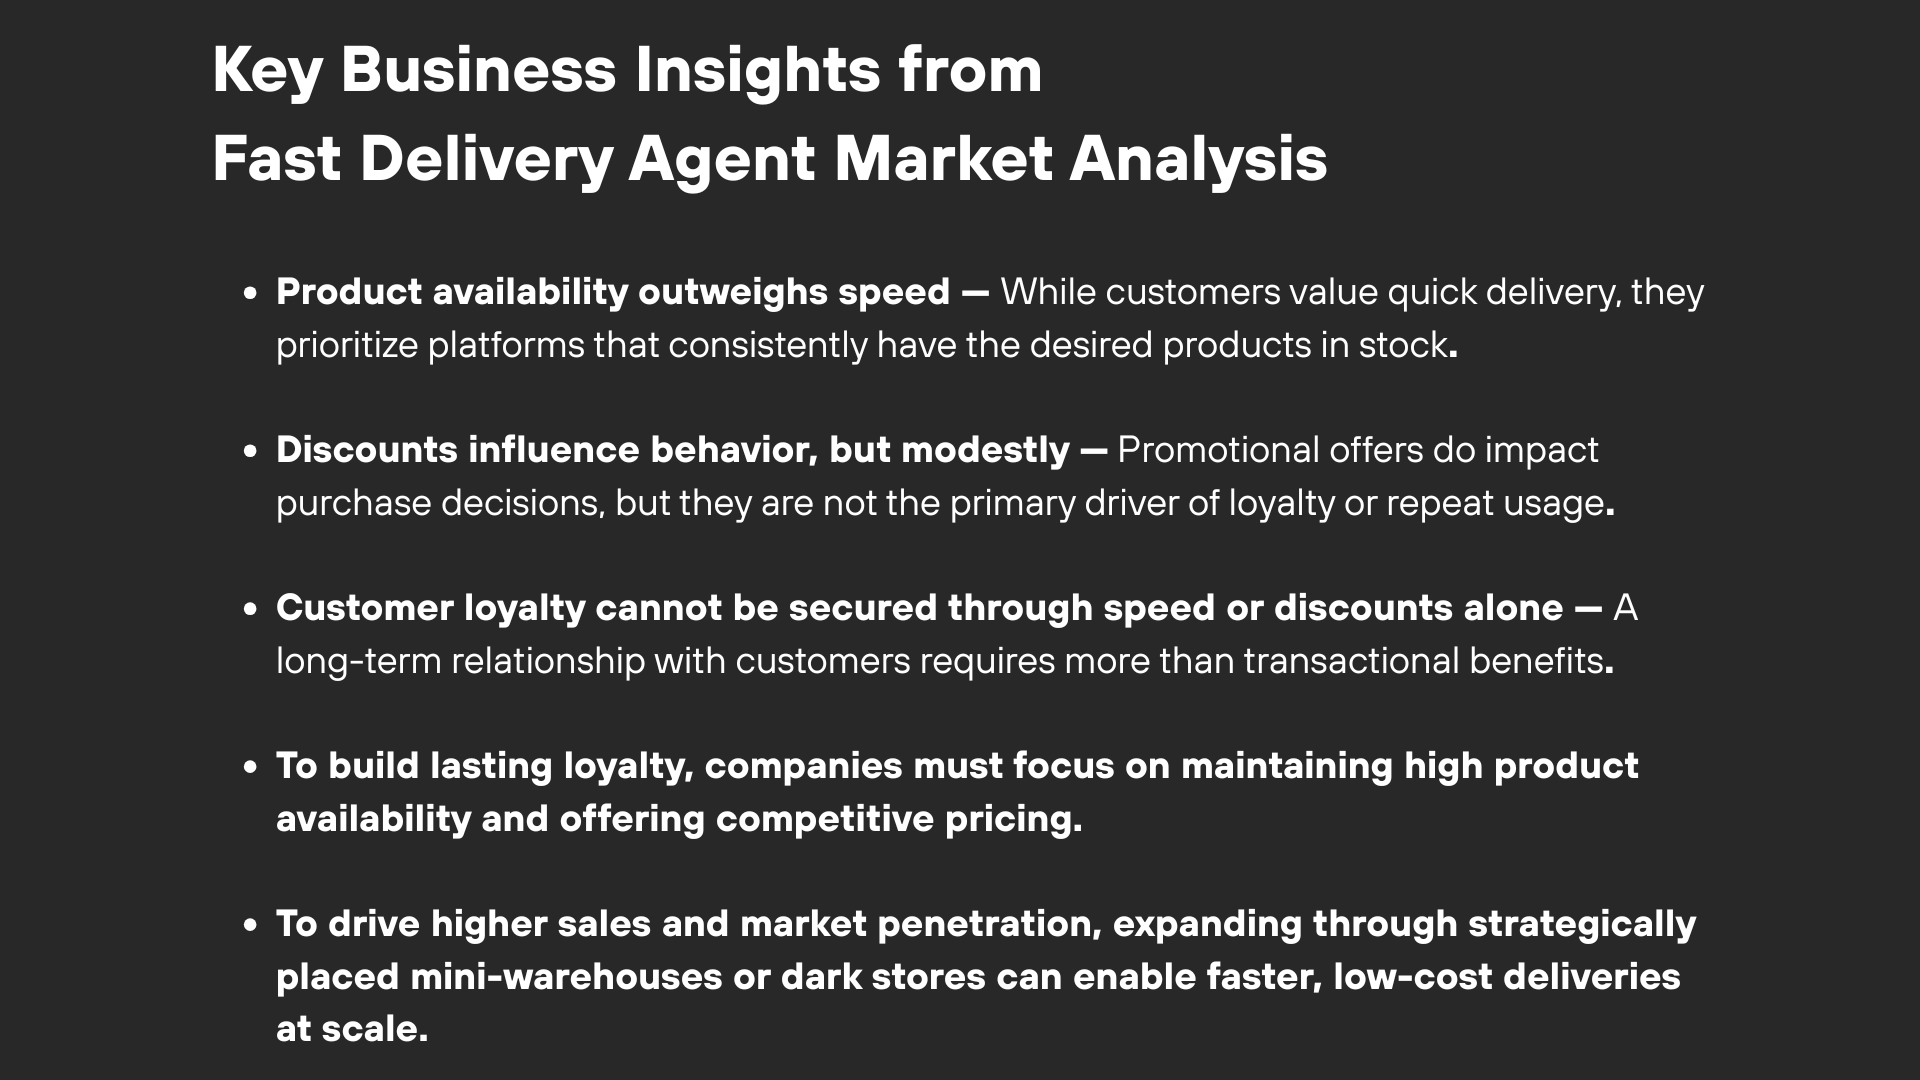 Key Business Insights from
Fast Delivery Agent Market Analysis
• Product availability outweighs speed — While customers value quick delivery, they
prioritize platforms that consistently have the desired products in stock.
• Discounts influence behavior, but modestly — Promotional offers do impact
purchase decisions, but they are not the primary driver of loyalty or repeat usage.
• Customer loyalty cannot be secured through speed or discounts alone — A
long-term relationship with customers requires more than transactional benefits.
• To build lasting loyalty, companies must focus on maintaining high product
availability and offering competitive pricing.
• To drive higher sales and market penetration, expanding through strategically
placed mini-warehouses or dark stores can enable faster, low-cost deliveries
at scale.